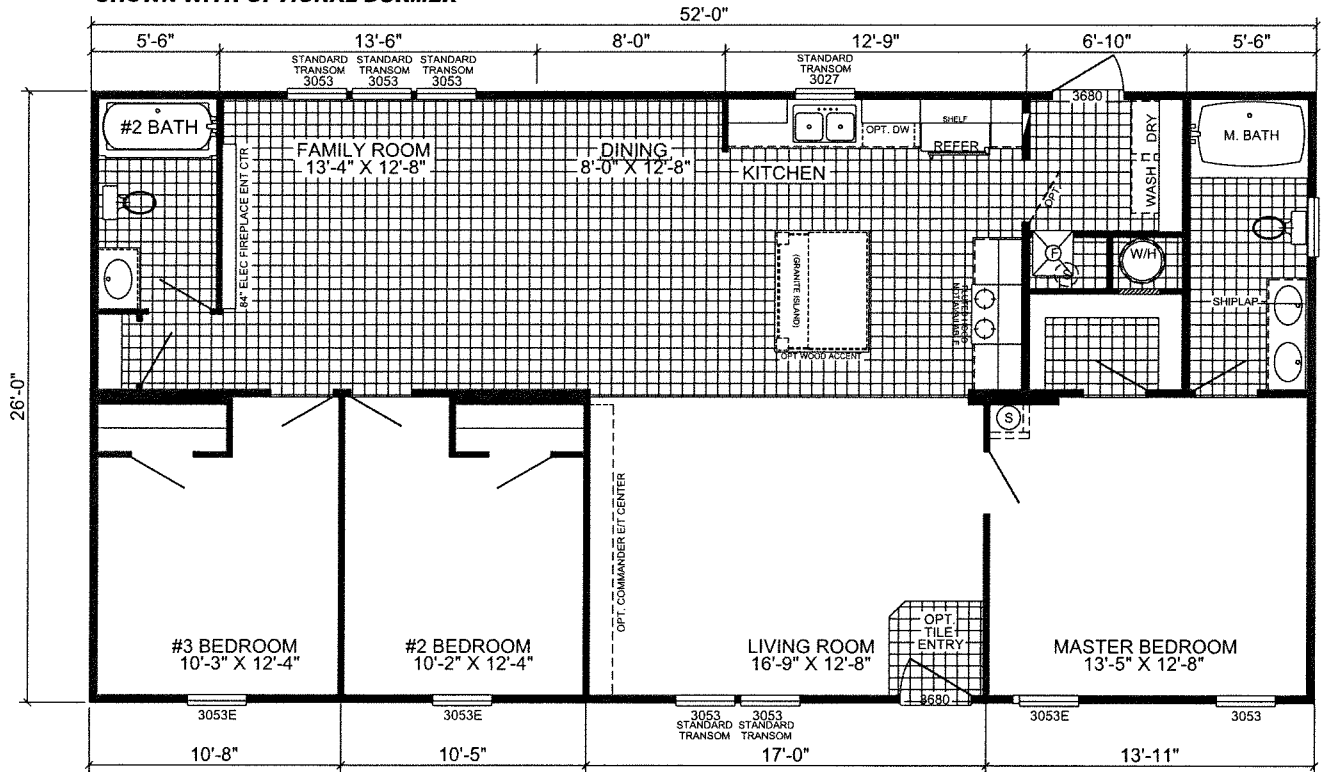 SHOWN WITH OPTIONAL DORMER
52'-0"
5'-6"
13'-6"
8'-0"
12'-9"
6'-10"
5'-6"
STANDARD
TRANSOM
3053
STANDARD
TRANSOM
3053
STANDARD
TRANSOM
3053
STANDARD
TRANSOM
3027
3680
#2 BATH
FAMILY ROOM
13'-4" X 12'-8"
DINING
8'-0" X 12'-8"
KITCHEN
OPT. DW
SHELF
REFER
OPT.
WASH DRY
M. BATH
84" ELEC FIREPLACE ENT CTR
(GRANITE ISLAND)
OPT WOOD ACCENT
FLUTED HOOD
NOT AVAILABLE
F
S
W/H
SHIPLAP
26'-0"
S
OPT. COMMANDER E/T CENTER
#3 BEDROOM
10'-3" X 12'-4"
#2 BEDROOM
10'-2" X 12'-4"
LIVING ROOM
16'-9" X 12'-8"
OPT.
TILE
ENTRY
MASTER BEDROOM
13'-5" X 12'-8"
3053E
3053E
3053
STANDARD
TRANSOM
3053
STANDARD
TRANSOM
3680
3053E
3053
10'-8"
10'-5"
17'-0"
13'-11"